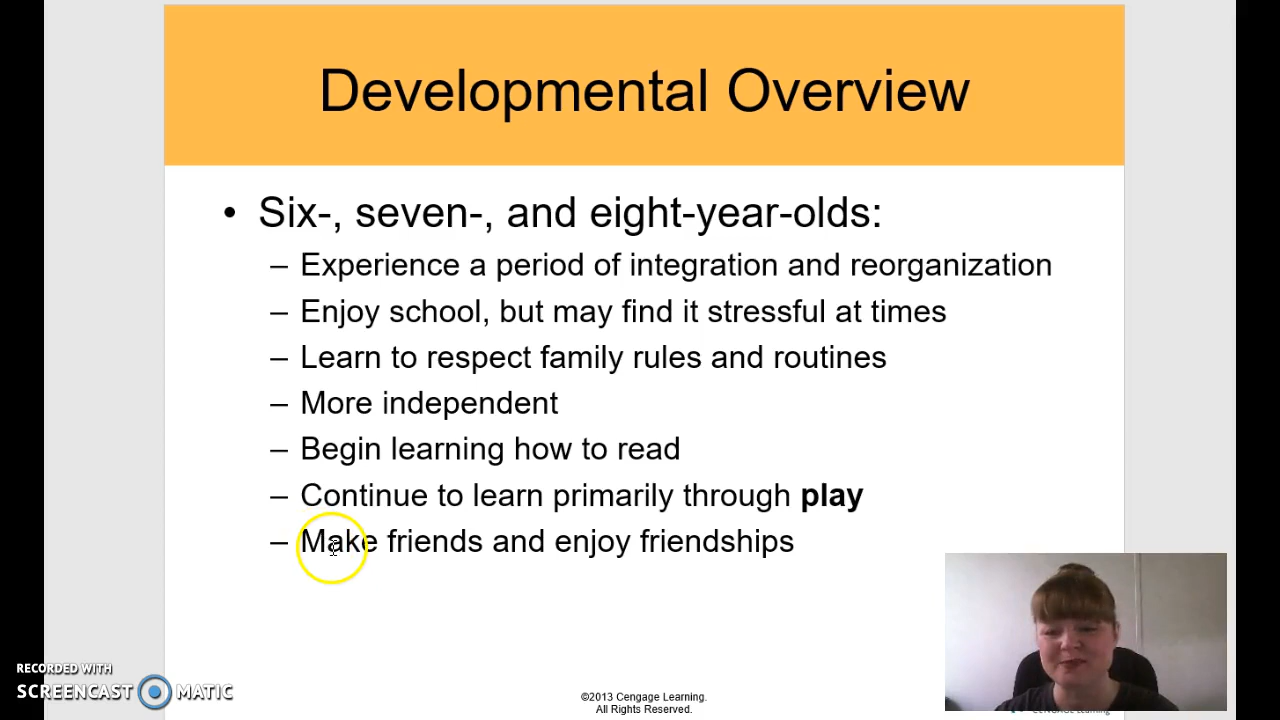 Developmental Overview
• Six-, seven-, and eight-year-olds:
– Experience a period of integration and reorganization
– Enjoy school, but may find it stressful at times
– Learn to respect family rules and routines
– More independent
– Begin learning how to read
– Continue to learn primarily through play
– Make friends and enjoy friendships
RECORDED WITH
SCREENCAST MATIC
©2013 Cengage Learning.
All Rights Reserved.